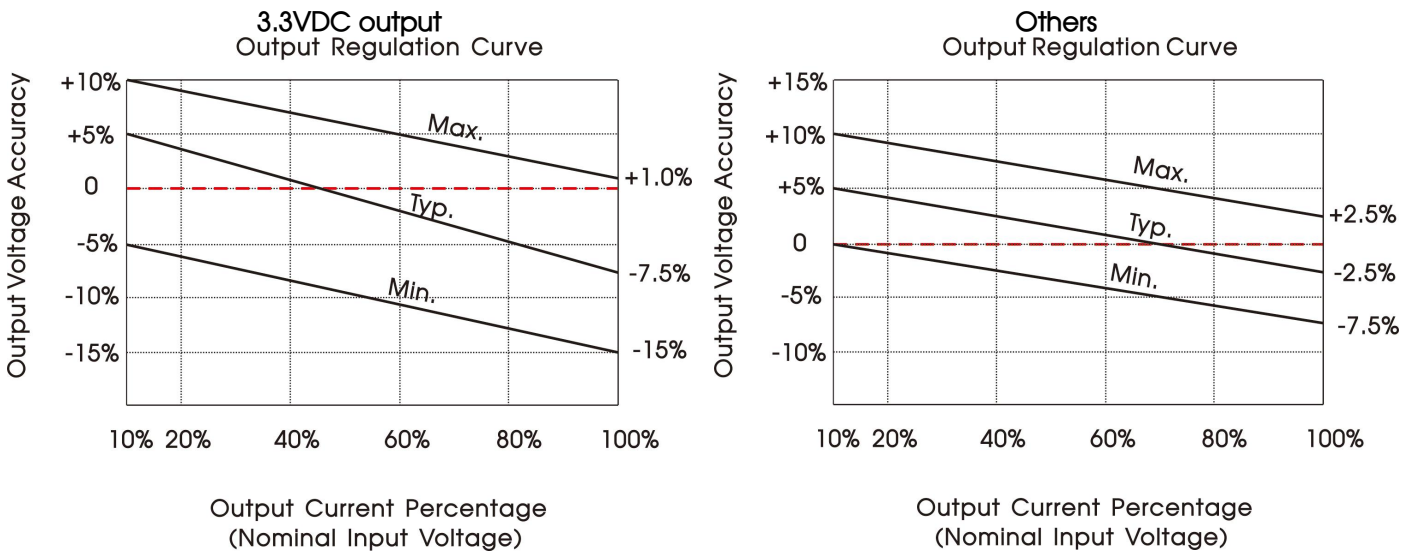 3.3VDC output
Output Regulation Curve
Output Voltage Accuracy
+10%
+5%
0
-5%
-10%
-15%
Max.
Typ.
Min.
+1.0%
-7.5%
-15%
10% 20% 40% 60% 80% 100%
Output Current Percentage
(Nominal Input Voltage)
Others
Output Regulation Curve
Output Voltage Accuracy
+15%
+10%
+5%
0
-5%
-10%
Max.
Typ.
Min.
+2.5%
-2.5%
-7.5%
10% 20% 40% 60% 80% 100%
Output Current Percentage
(Nominal Input Voltage)